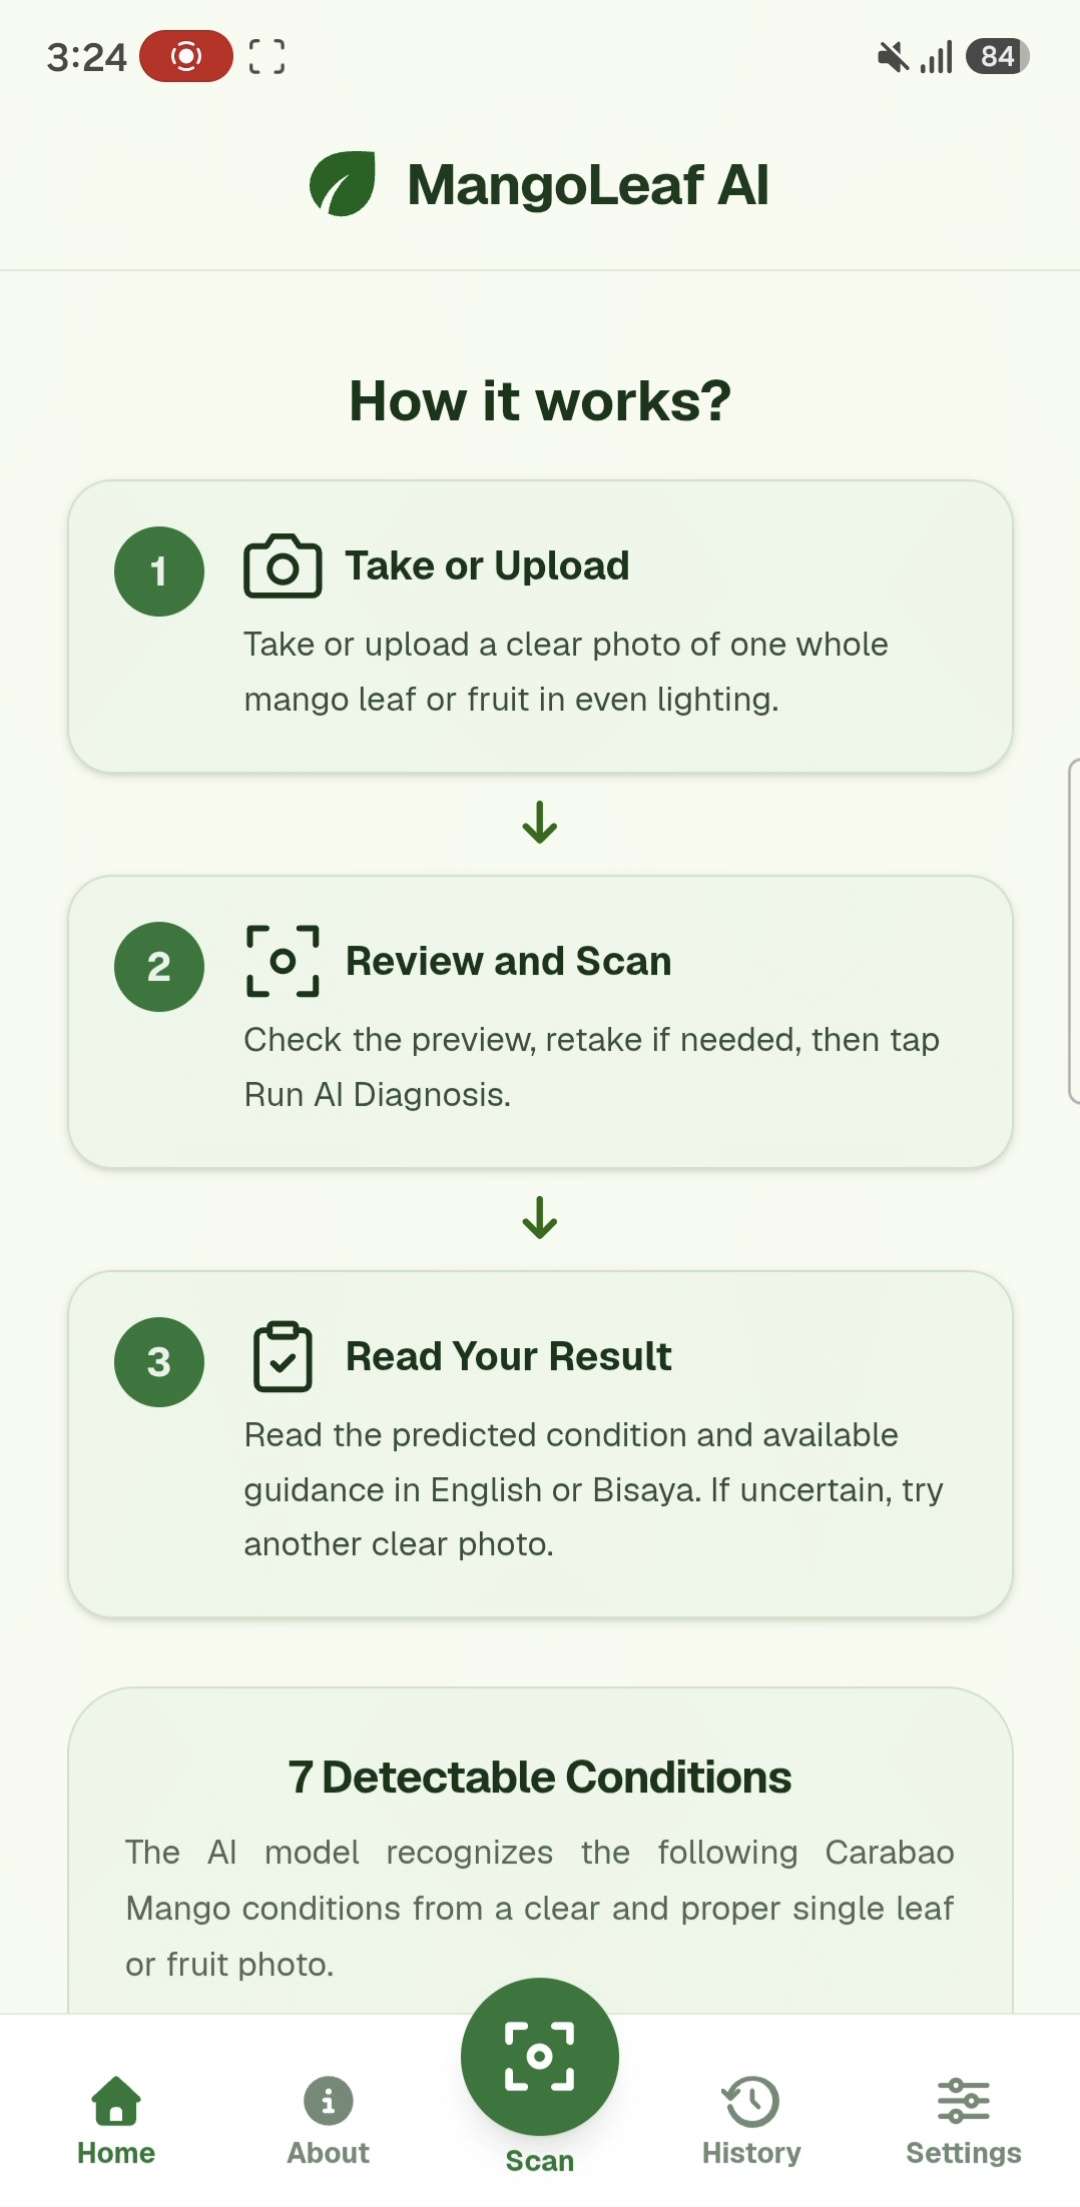 3:24
84
MangoLeaf AI
How it works?
1
Take or Upload
Take or upload a clear photo of one whole
mango leaf or fruit in even lighting.
2
Review and Scan
Check the preview, retake if needed, then tap
Run AI Diagnosis.
3
Read Your Result
Read the predicted condition and available
guidance in English or Bisaya. If uncertain, try
another clear photo.
7 Detectable Conditions
The AI model recognizes the following Carabao
Mango conditions from a clear and proper single leaf
or fruit photo.
Home
About
Scan
History
Settings